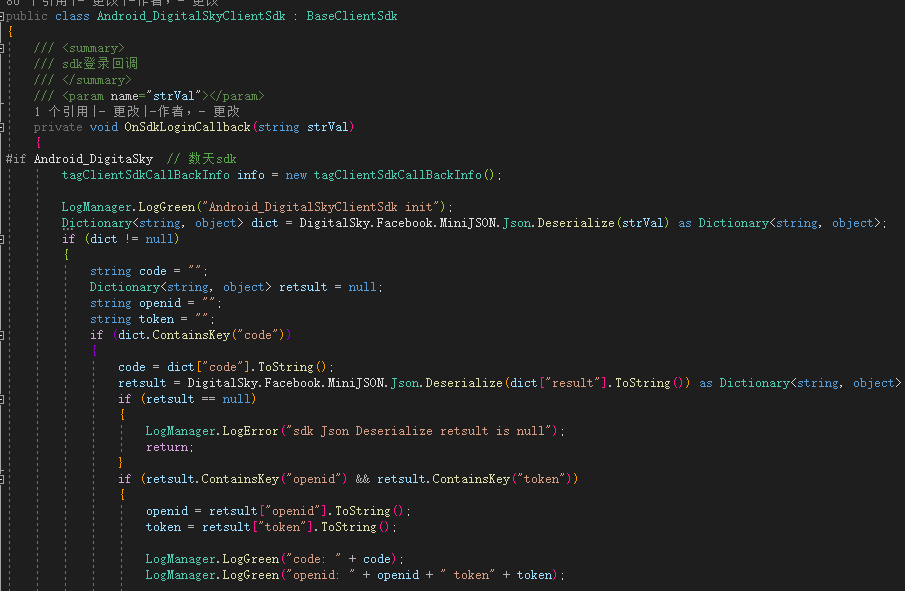 80 个引用|- 更改|-作者，- 更改
public class Android_DigitalSkyClientSdk : BaseClientSdk
{
/// <summary>
/// sdk登录回调
/// </summary>
/// <param name="strVal"></param>
1 个引用|- 更改|-作者，- 更改
private void OnSdkLoginCallback(string strVal)
{
#if Android_DigitaSky // 数天sdk
tagClientSdkCallBackInfo info = new tagClientSdkCallBackInfo();
LogManager.LogGreen("Android_DigitalSkyClientSdk init");
Dictionary<string, object> dict = DigitalSky.Facebook.MiniJSON.Json.Deserialize(strVal) as Dictionary<string, object>;
if (dict != null)
{
string code = "";
Dictionary<string, object> retsult = null;
string openid = "";
string token = "";
if (dict.ContainsKey("code"))
{
code = dict["code"].ToString();
retsult = DigitalSky.Facebook.MiniJSON.Json.Deserialize(dict["result"].ToString()) as Dictionary<string, object>
if (retsult == null)
{
LogManager.LogError("sdk Json Deserialize retsult is null");
return;
}
if (retsult.ContainsKey("openid") && retsult.ContainsKey("token"))
{
openid = retsult["openid"].ToString();
token = retsult["token"].ToString();
LogManager.LogGreen("code: " + code);
LogManager.LogGreen("openid: " + openid + " token" + token);